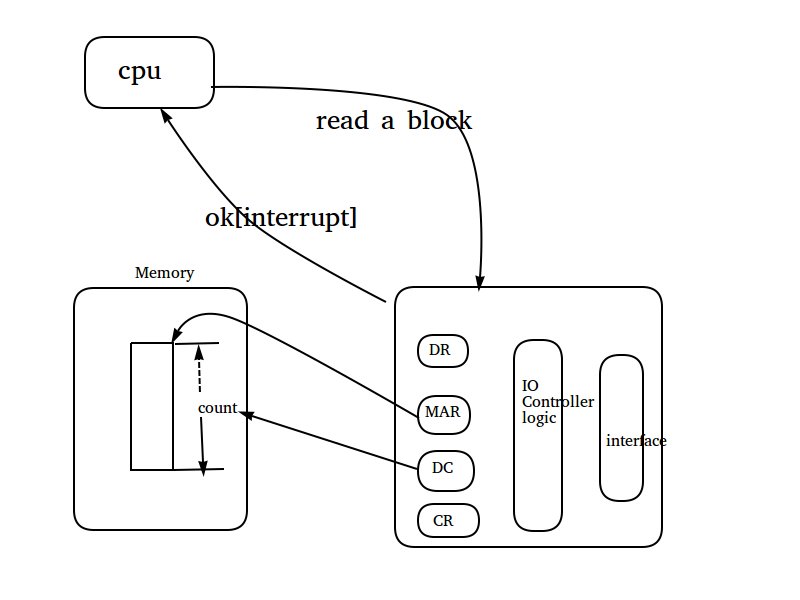 cpu
read a block
ok[interrupt]
Memory
count
DR
MAR
DC
CR
IO
Controller
logic
interface